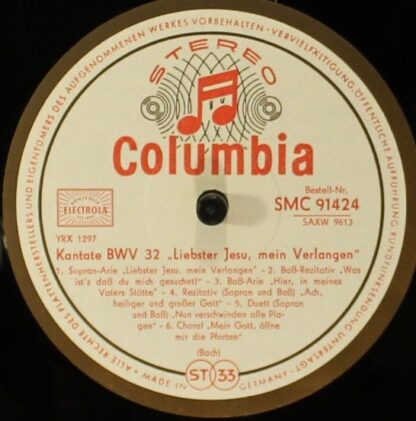 ALLE RECHTE DES PLATTENHERSTELLERS UND EIGENTÜMERS DES AUFGENOMMENEN WERKES VORBEHALTEN · VERVIELFÄLTIGUNG, ÖFFENTLICHE AUFFÜHRUNG, RUNDFUNKSENDUNG UNTERSAGT · MADE IN GERMANY
STEREO
Columbia
Bestell-Nr.
SMC 91424
SAXW 9613
ELECTROLA
YRX 1297
Kantate BWV 32 „Liebster Jesu, mein Verlangen“
1. Sopran-Arie „Liebster Jesu, mein Verlangen“ - 2. Baß-Rezitativ „Was
ist's daß du mich gesuchet?“ - 3. Baß-Arie „Hier, in meines
Vaters Stätte“ - 4. Rezitativ (Sopran und Baß) „Ach,
heiliger und großer Gott“ - 5. Duett (Sopran
und Baß) „Nun verschwinden alle Pla-
gen“ - 6. Choral „Mein Gott, öffne
mir die Pforten“
(Bach)
ST 33